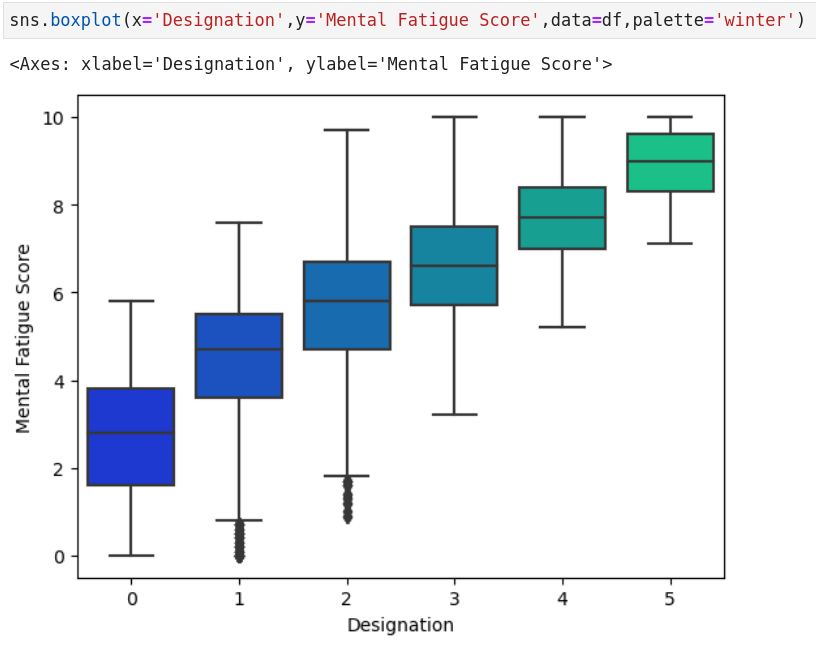 sns.boxplot(x='Designation',y='Mental Fatigue Score',data=df,palette='winter')
<Axes: xlabel='Designation', ylabel='Mental Fatigue Score'>
10
8
6
4
2
0
Mental Fatigue Score
0 1 2 3 4 5
Designation